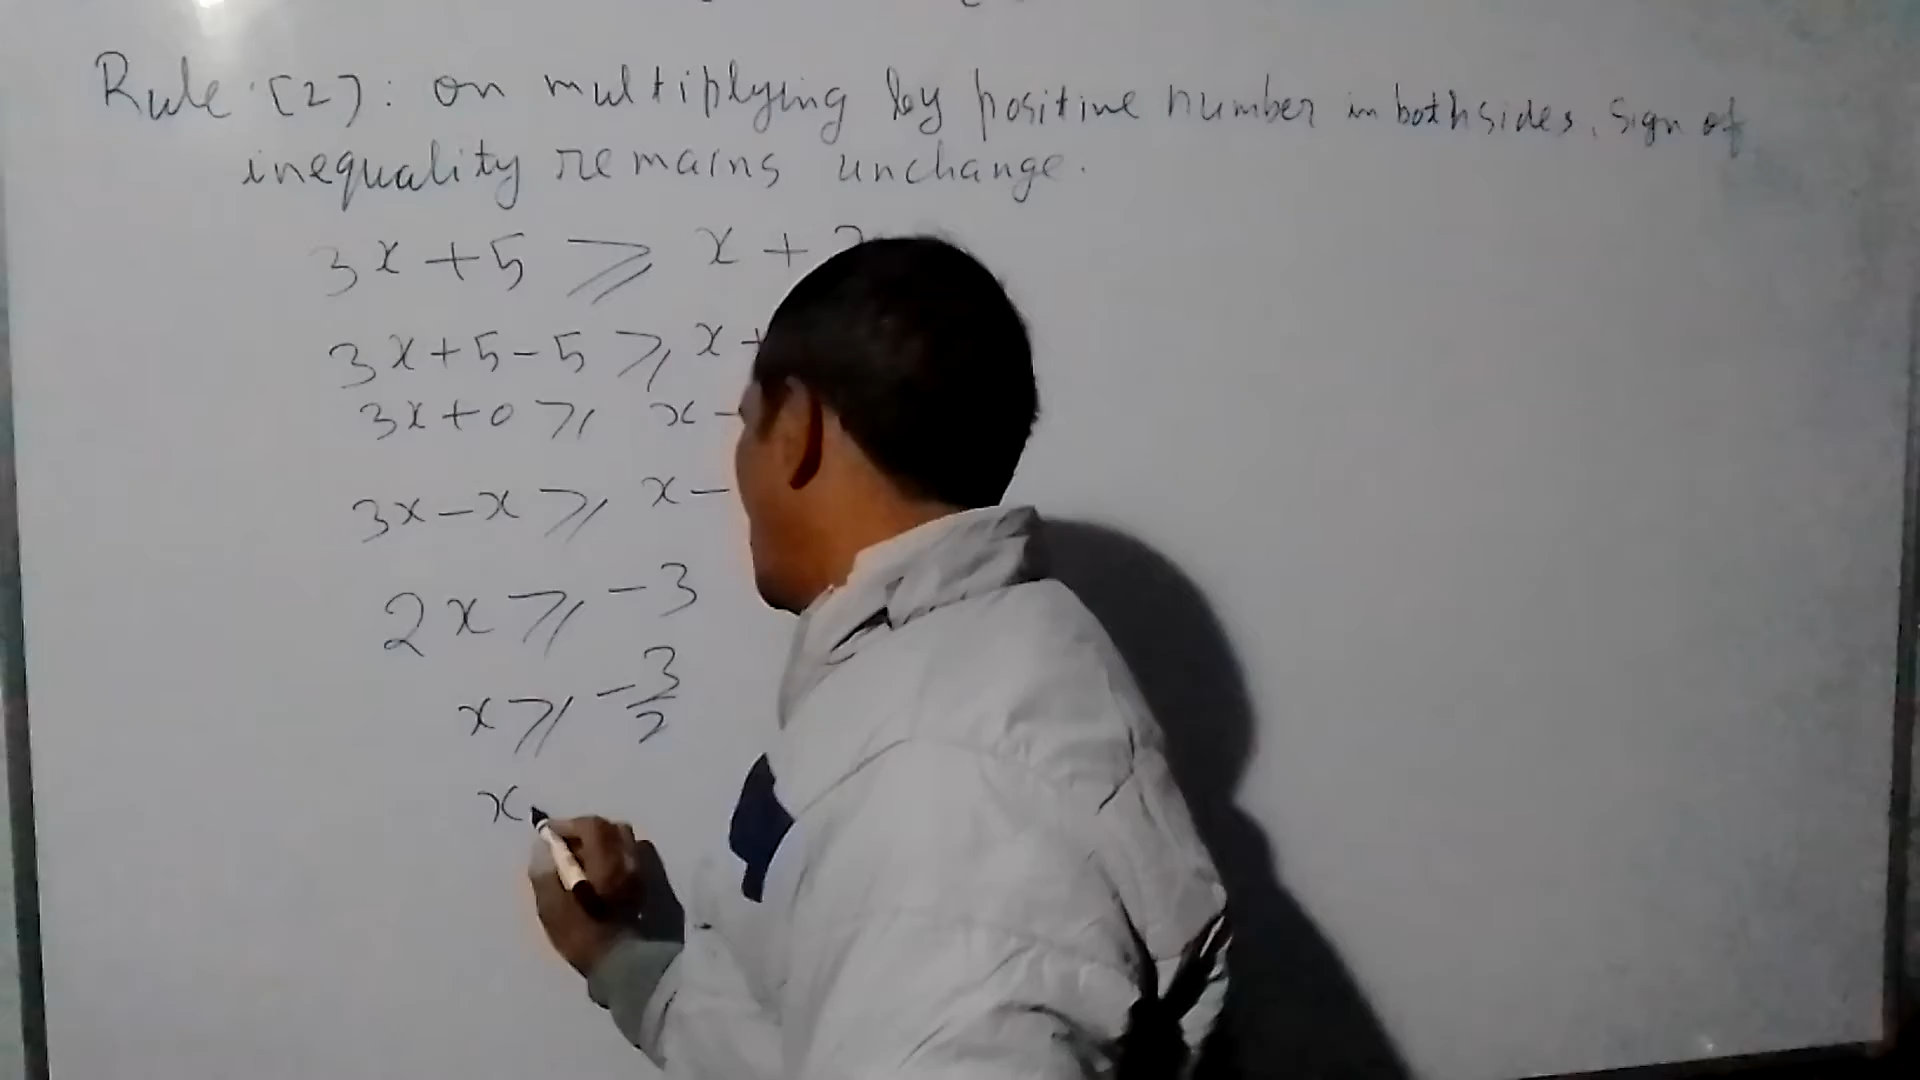 Rule [2]: on multiplying by positive number in both sides, sign of
inequality remains unchange.
3x + 5 ⩾ x +
3x + 5 - 5 ⩾ x +
3x + 0 ⩾ x -
3x - x ⩾ x -
2x ⩾ -3
x ⩾ -3/2
x